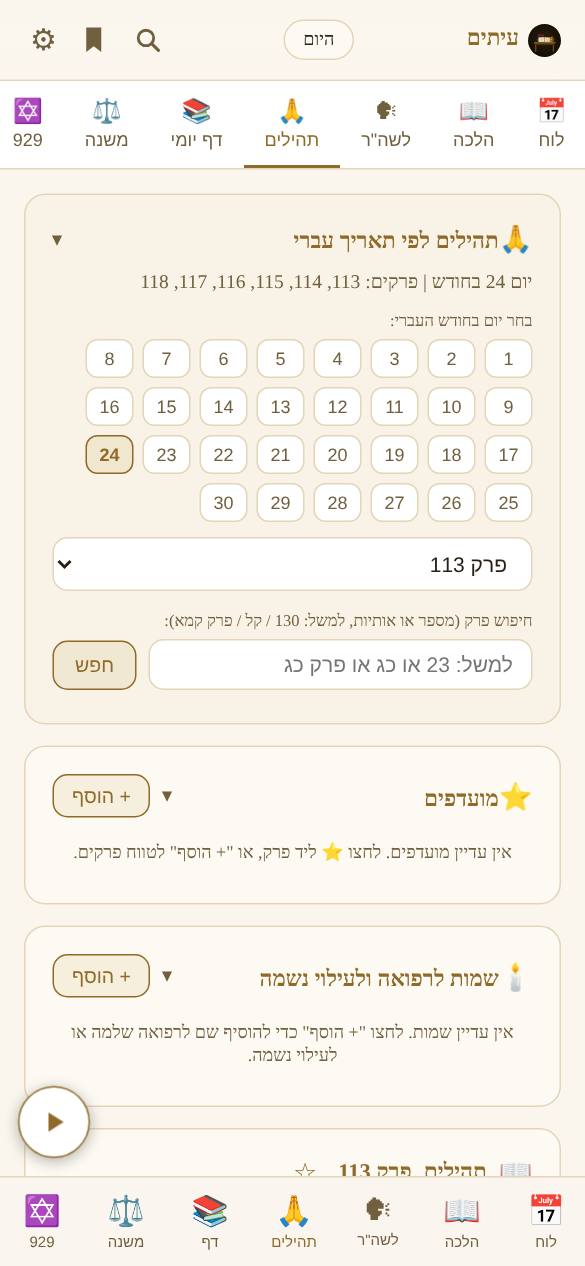 עיתים
היום
לוח
הלכה
לשה"ר
תהילים
דף יומי
משנה
929
תהילים לפי תאריך עברי
יום 24 בחודש | פרקים: 113, 114, 115, 116, 117, 118
בחר יום בחודש העברי:
1 2 3 4 5 6 7 8
9 10 11 12 13 14 15 16
17 18 19 20 21 22 23 24
25 26 27 28 29 30
פרק 113
חיפוש פרק (מספר או אותיות, למשל: 130 / קל / פרק קמא):
למשל: 23 או כג או פרק כג
חפש
מועדפים
+ הוסף
אין עדיין מועדפים. לחצו ⭐ ליד פרק, או "+ הוסף" לטווח פרקים.
שמות לרפואה ולעילוי נשמה
+ הוסף
אין עדיין שמות. לחצו "+ הוסף" כדי להוסיף שם לרפואה שלמה או
לעילוי נשמה.
תהילים, פרק 113
לוח
הלכה
לשה"ר
תהילים
דף
משנה
929